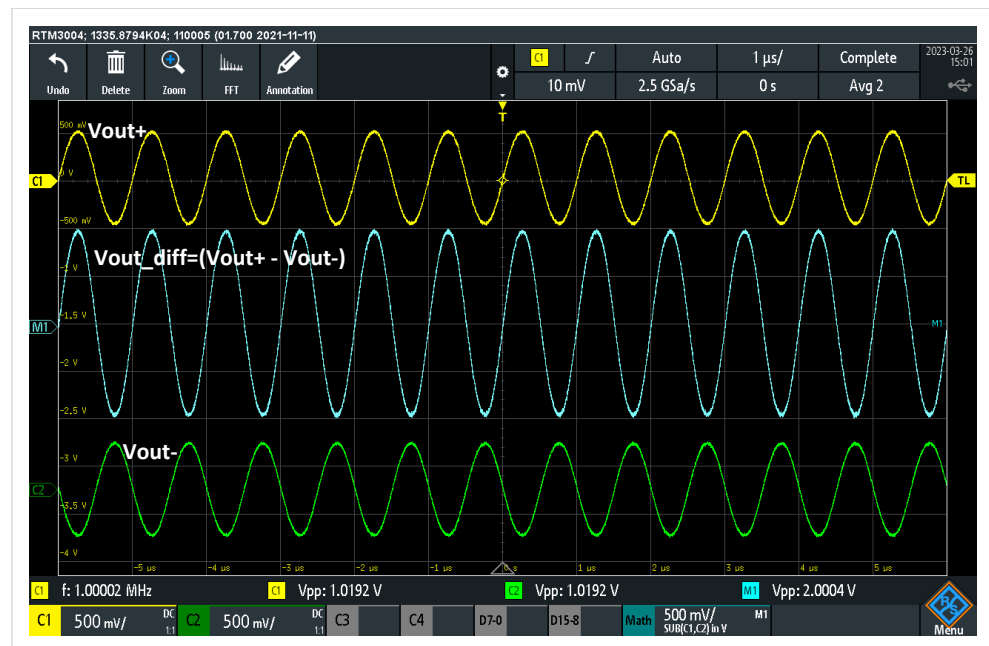 RTM3004; 1335.8794K04; 110005 (01.700 2021-11-11)
Undo Delete Zoom FFT Annotation
C1 Auto 1 µs/ Complete 2023-03-26
15:01
10 mV 2.5 GSa/s 0 s Avg 2
T
500 mV
Vout+
C1 0 V TL
-500 mV
Vout_diff=(Vout+ - Vout-)
-1 V
-1.5 V
M1 M1
-2 V
-2.5 V
Vout-
-3 V
C2
-3.5 V
-4 V
-5 µs -4 µs -3 µs -2 µs -1 µs 0 s 1 µs 2 µs 3 µs 4 µs 5 µs
C1 f: 1.00002 MHz C1 Vpp: 1.0192 V C2 Vpp: 1.0192 V M1 Vpp: 2.0004 V
C1 500 mV/ DC 1:1 C2 500 mV/ DC 1:1 C3 C4 D7-0 D15-8 Math 500 mV/ M1
SUB(C1,C2) in V
R&S
Menu